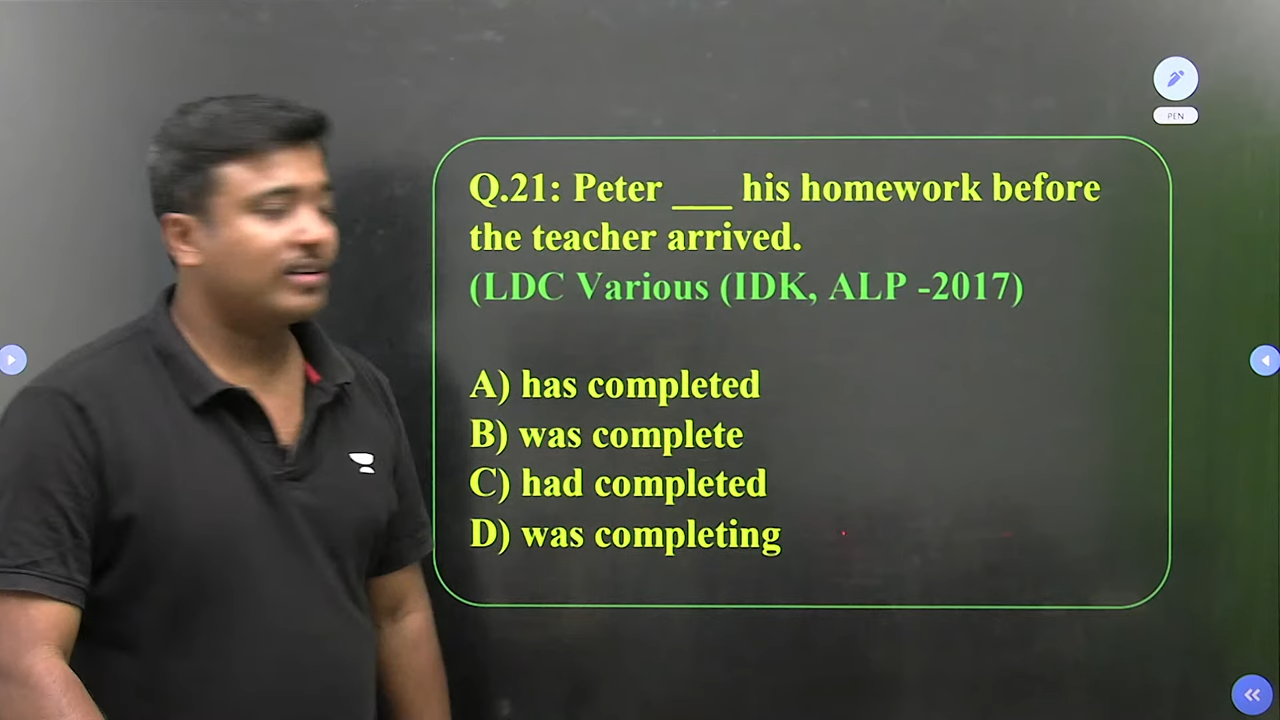 PEN
Q.21: Peter ___ his homework before
the teacher arrived.
(LDC Various (IDK, ALP -2017)
A) has completed
B) was complete
C) had completed
D) was completing